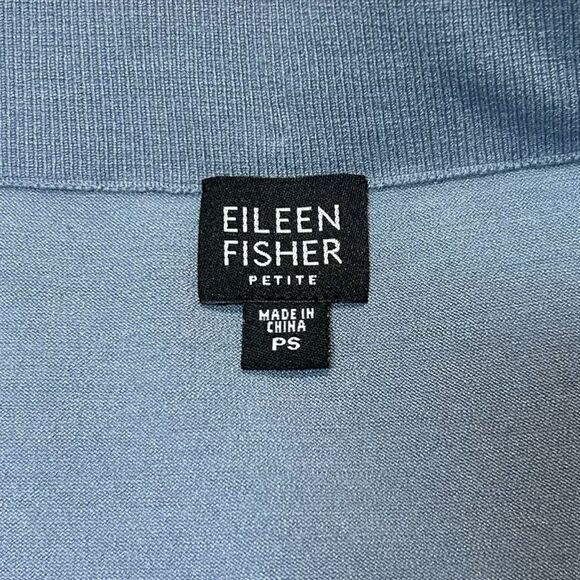 EILEEN
FISHER
PETITE
MADE IN
CHINA
PS